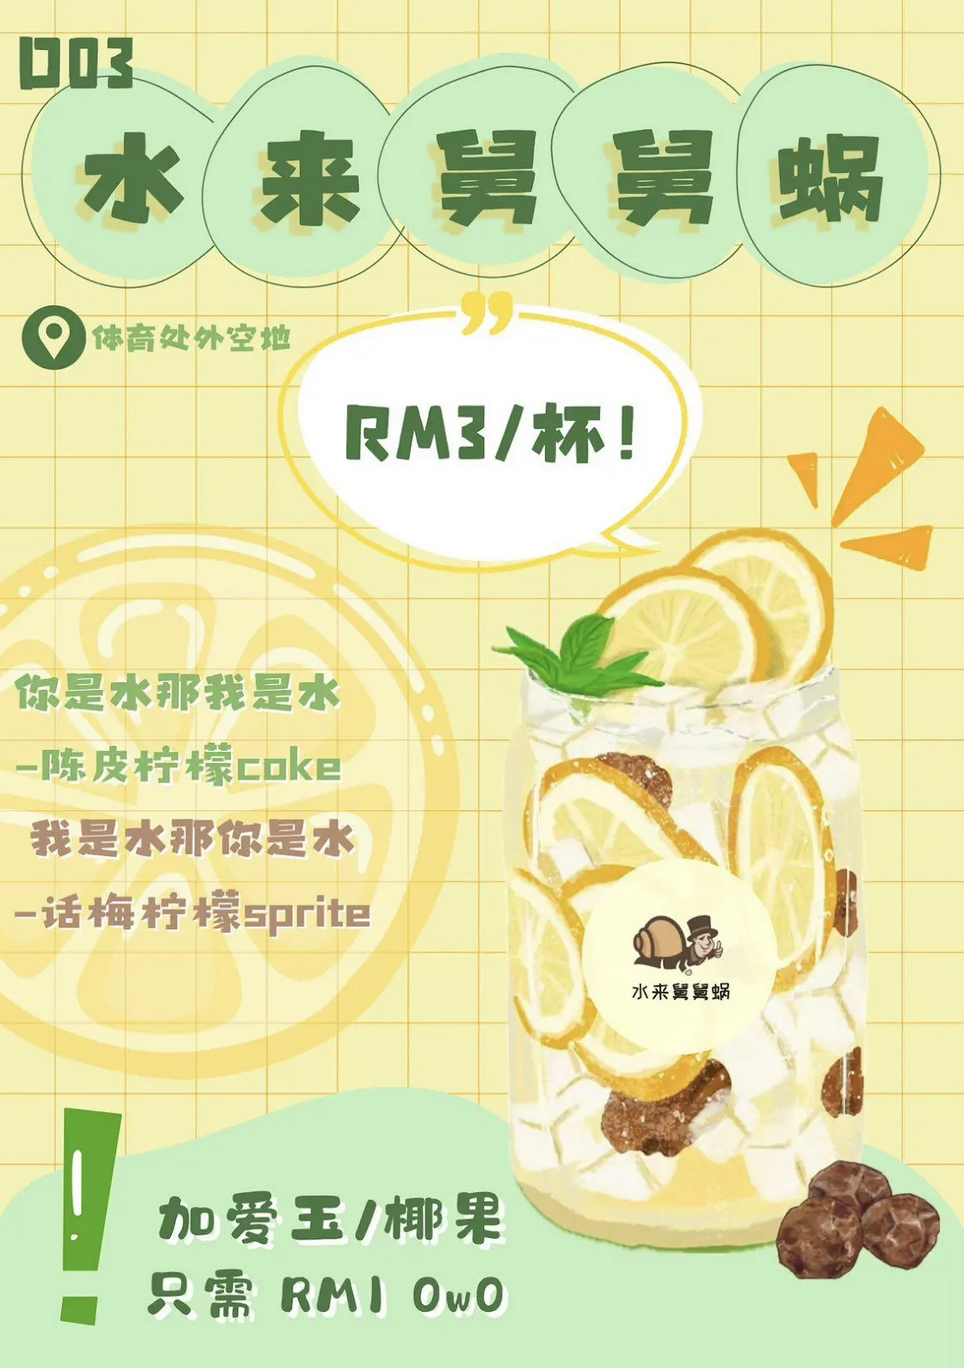 D03
水来舅舅蜗
体育处外空地
”
RM3/杯!
你是水那我是水
-陈皮柠檬coke
我是水那你是水
-话梅柠檬sprite
水来舅舅蜗
!
加爱玉/椰果
只需 RM1 OwO